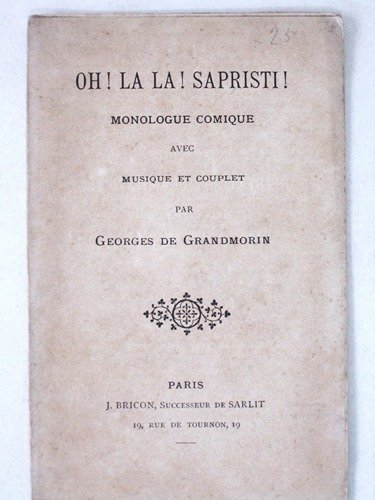 25
OH! LA LA! SAPRISTI!
MONOLOGUE COMIQUE
AVEC
MUSIQUE ET COUPLET
PAR
GEORGES DE GRANDMORIN
PARIS
J. BRICON, SUCCESSEUR DE SARLIT
19, RUE DE TOURNON, 19